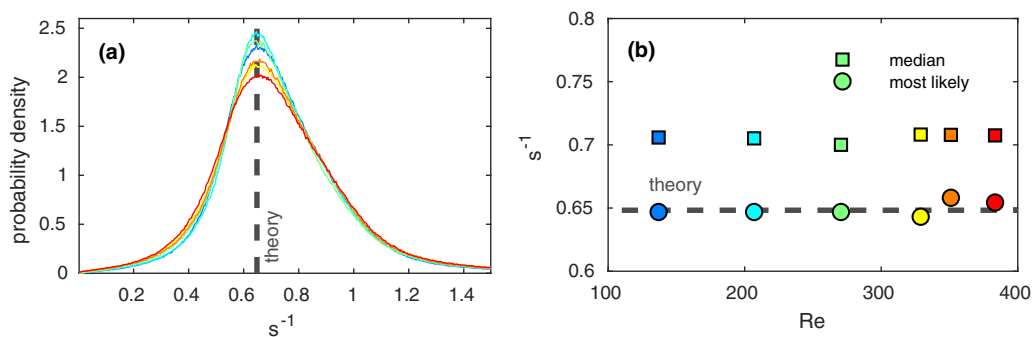 (a)
probability density
2.5
2
1.5
1
0.5
0
0.2
0.4
0.6
0.8
1
1.2
1.4
s⁻¹
theory
(b)
median
most likely
s⁻¹
0.8
0.75
0.7
0.65
0.6
theory
100
200
300
400
Re